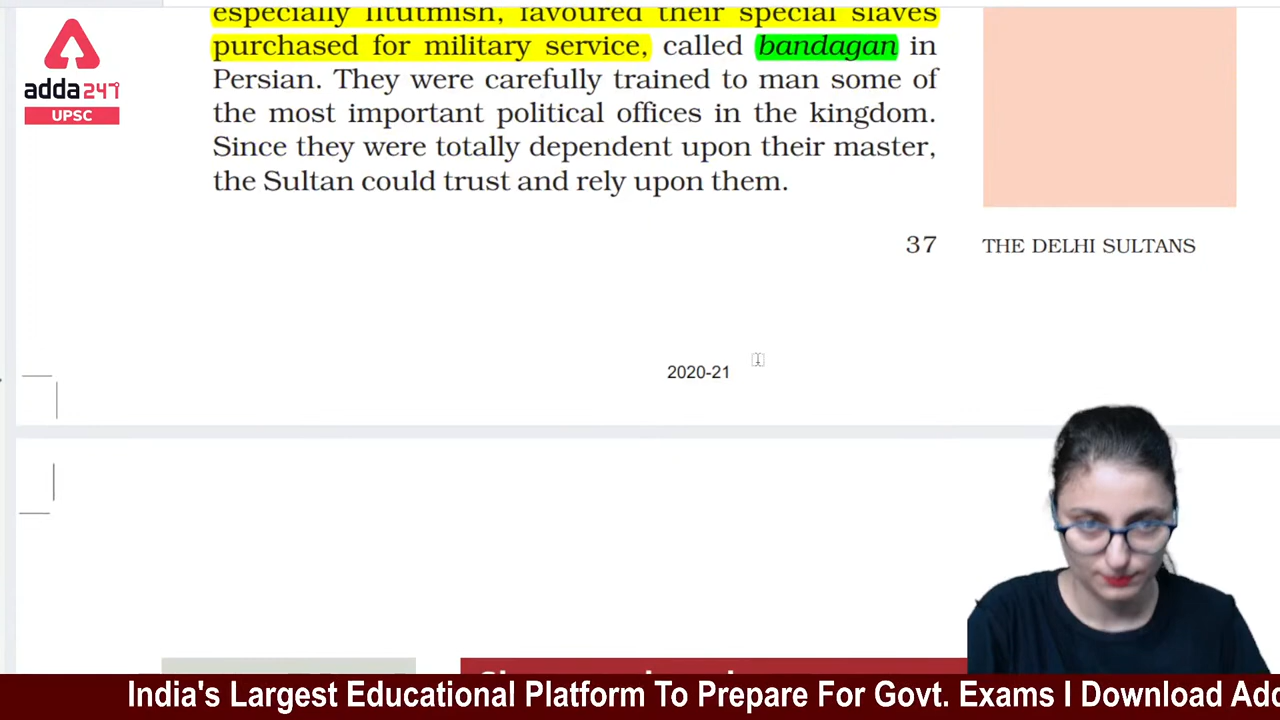 especially Iltutmish, favoured their special slaves
purchased for military service, called bandagan in
Persian. They were carefully trained to man some of
the most important political offices in the kingdom.
Since they were totally dependent upon their master,
the Sultan could trust and rely upon them.
37 THE DELHI SULTANS
2020-21
adda247
UPSC
India's Largest Educational Platform To Prepare For Govt. Exams I Download Add